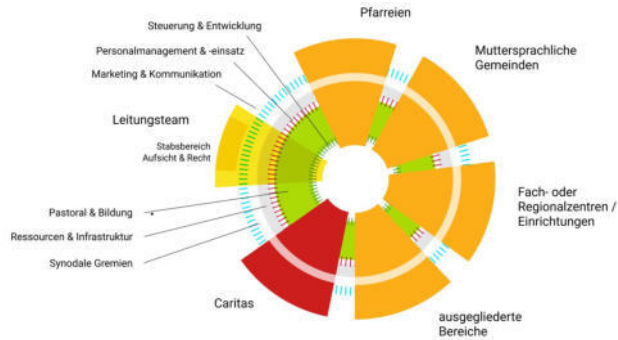 Pfarreien
Steuerung & Entwicklung
Personalmanagement & -einsatz
Marketing & Kommunikation
Muttersprachliche
Gemeinden
Leitungsteam
Stabsbereich
Aufsicht & Recht
Fach- oder
Regionalzentren /
Einrichtungen
Pastoral & Bildung
Ressourcen & Infrastruktur
Synodale Gremien
Caritas
ausgegliederte
Bereiche